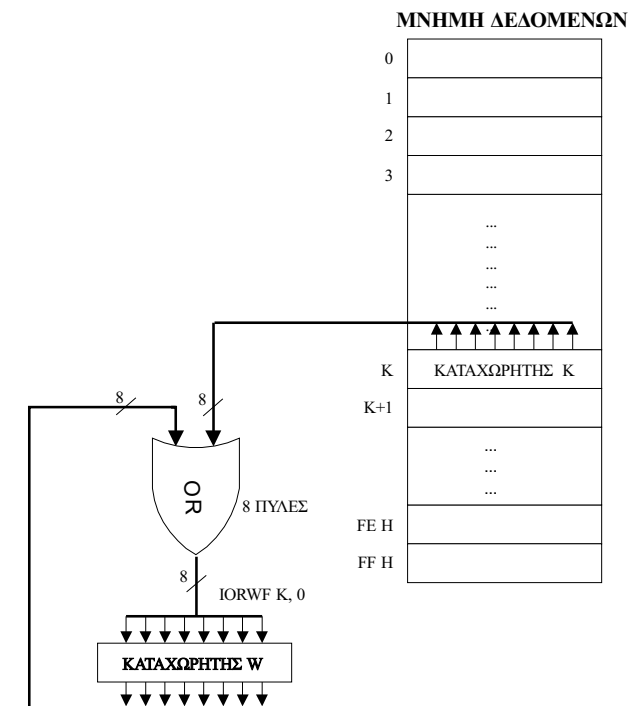 ΜΝΗΜΗ ΔΕΔΟΜΕΝΩΝ
0
1
2
3
...
...
...
...
...
...
K ΚΑΤΑΧΩΡΗΤΗΣ K
K+1
8 8
...
...
...
OR
8 ΠΥΛΕΣ
FE H
FF H
8
IORWF K, 0
ΚΑΤΑΧΩΡΗΤΗΣ W